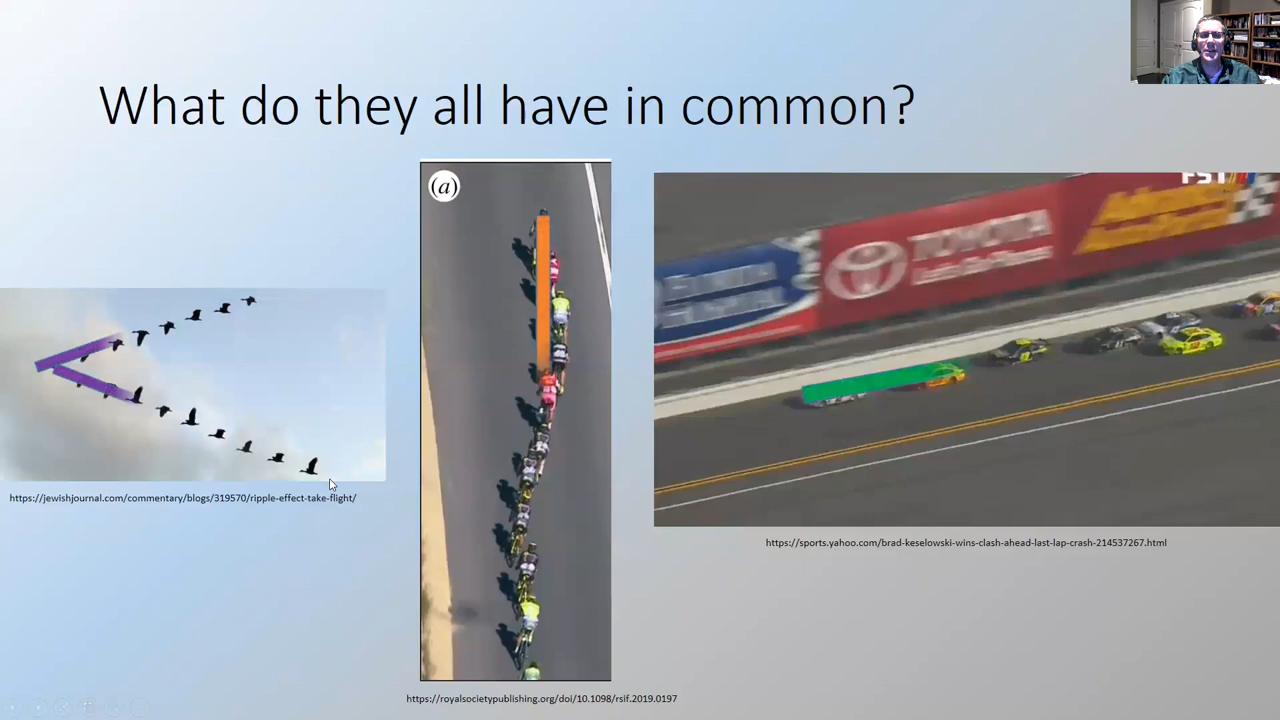 What do they all have in common?
(a)
TOYOTA
https://jewishjournal.com/commentary/blogs/319570/ripple-effect-take-flight/
https://sports.yahoo.com/brad-keselowski-wins-clash-ahead-last-lap-crash-214537267.html
https://royalsocietypublishing.org/doi/10.1098/rsif.2019.0197